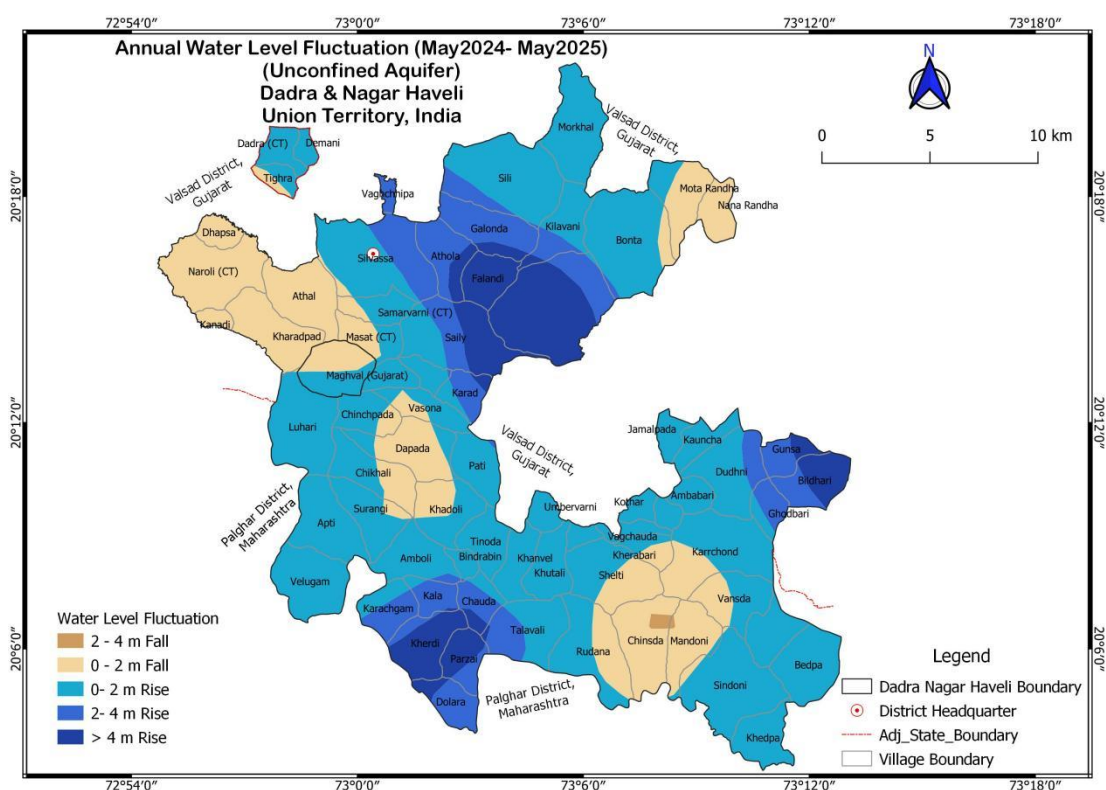 72°54′0″ 73°0′0″ 73°6′0″ 73°12′0″ 73°18′0″
Annual Water Level Fluctuation (May2024- May2025)
(Unconfined Aquifer)
Dadra & Nagar Haveli
Union Territory, India
N
0 5 10 km
Valsad District,
Gujarat
Morkhal
Dadra (CT)
Demani
Tighra
Valsad District,
Gujarat
Sili
Mota Randha
Nana Randha
Vaghchhipa
20°18′0″
20°18′0″
Dhapsa
Galonda
Kilavani
Bonta
Silvassa
Athola
Naroli (CT)
Falandi
Athal
Samarvarni (CT)
Kanadi
Kharadpad
Masat (CT)
Saily
Maghval (Gujarat)
Karad
Vasona
Chinchpada
Luhari
20°12′0″
20°12′0″
Jamalpada
Kauncha
Valsad District,
Gujarat
Dapada
Gunsa
Pati
Chikhali
Dudhni
Bildhari
Ambabari
Kothar
Umbervarni
Surangi
Khadoli
Ghodbari
Palghar District,
Maharashtra
Apti
Vagchauda
Tinoda
Bindrabin
Amboli
Khanvel
Kherabari
Karrchond
Khutali
Shelti
Velugam
Kala
Chauda
Karachgam
Vansda
Talavali
Kherdi
Chinsda
Mandoni
Parzai
Rudana
20°6′0″
20°6′0″
Bedpa
Sindoni
Dolara
Palghar District,
Maharashtra
Khedpa
Water Level Fluctuation
2 - 4 m Fall
0 - 2 m Fall
0- 2 m Rise
2- 4 m Rise
> 4 m Rise
Legend
Dadra Nagar Haveli Boundary
District Headquarter
Adj_State_Boundary
Village Boundary
72°54′0″ 73°0′0″ 73°6′0″ 73°12′0″ 73°18′0″